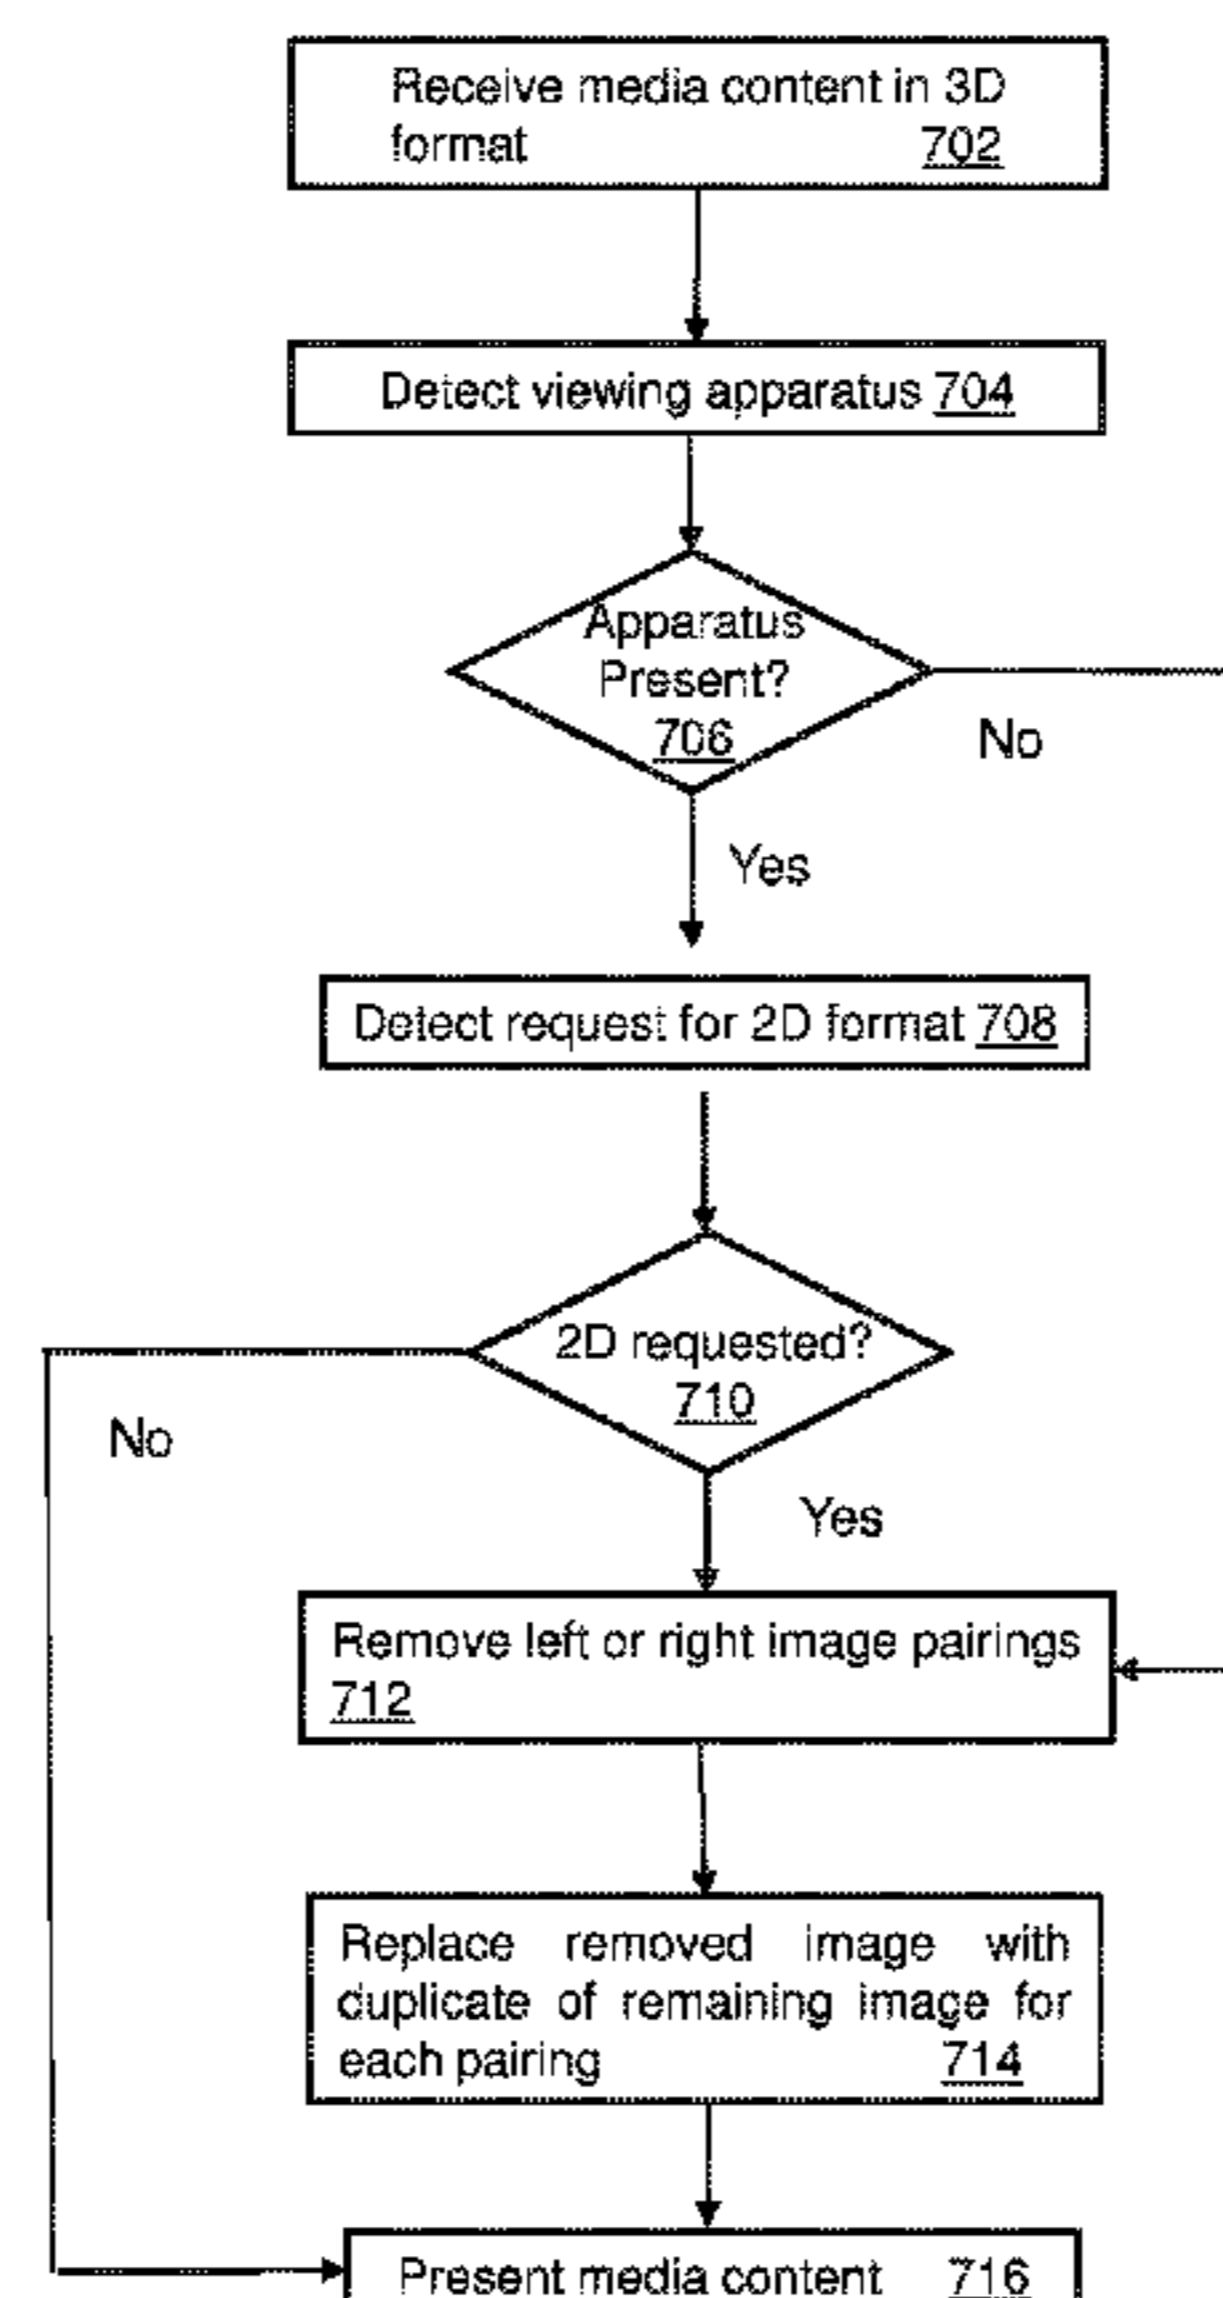 Receive media content in 3D
format 702
Detect viewing apparatus 704
Apparatus
Present?
706
No
Yes
Detect request for 2D format 708
2D requested?
710
No
Yes
Remove left or right image pairings
712
Replace removed image with
duplicate of remaining image for
each pairing 714
Present media content 716